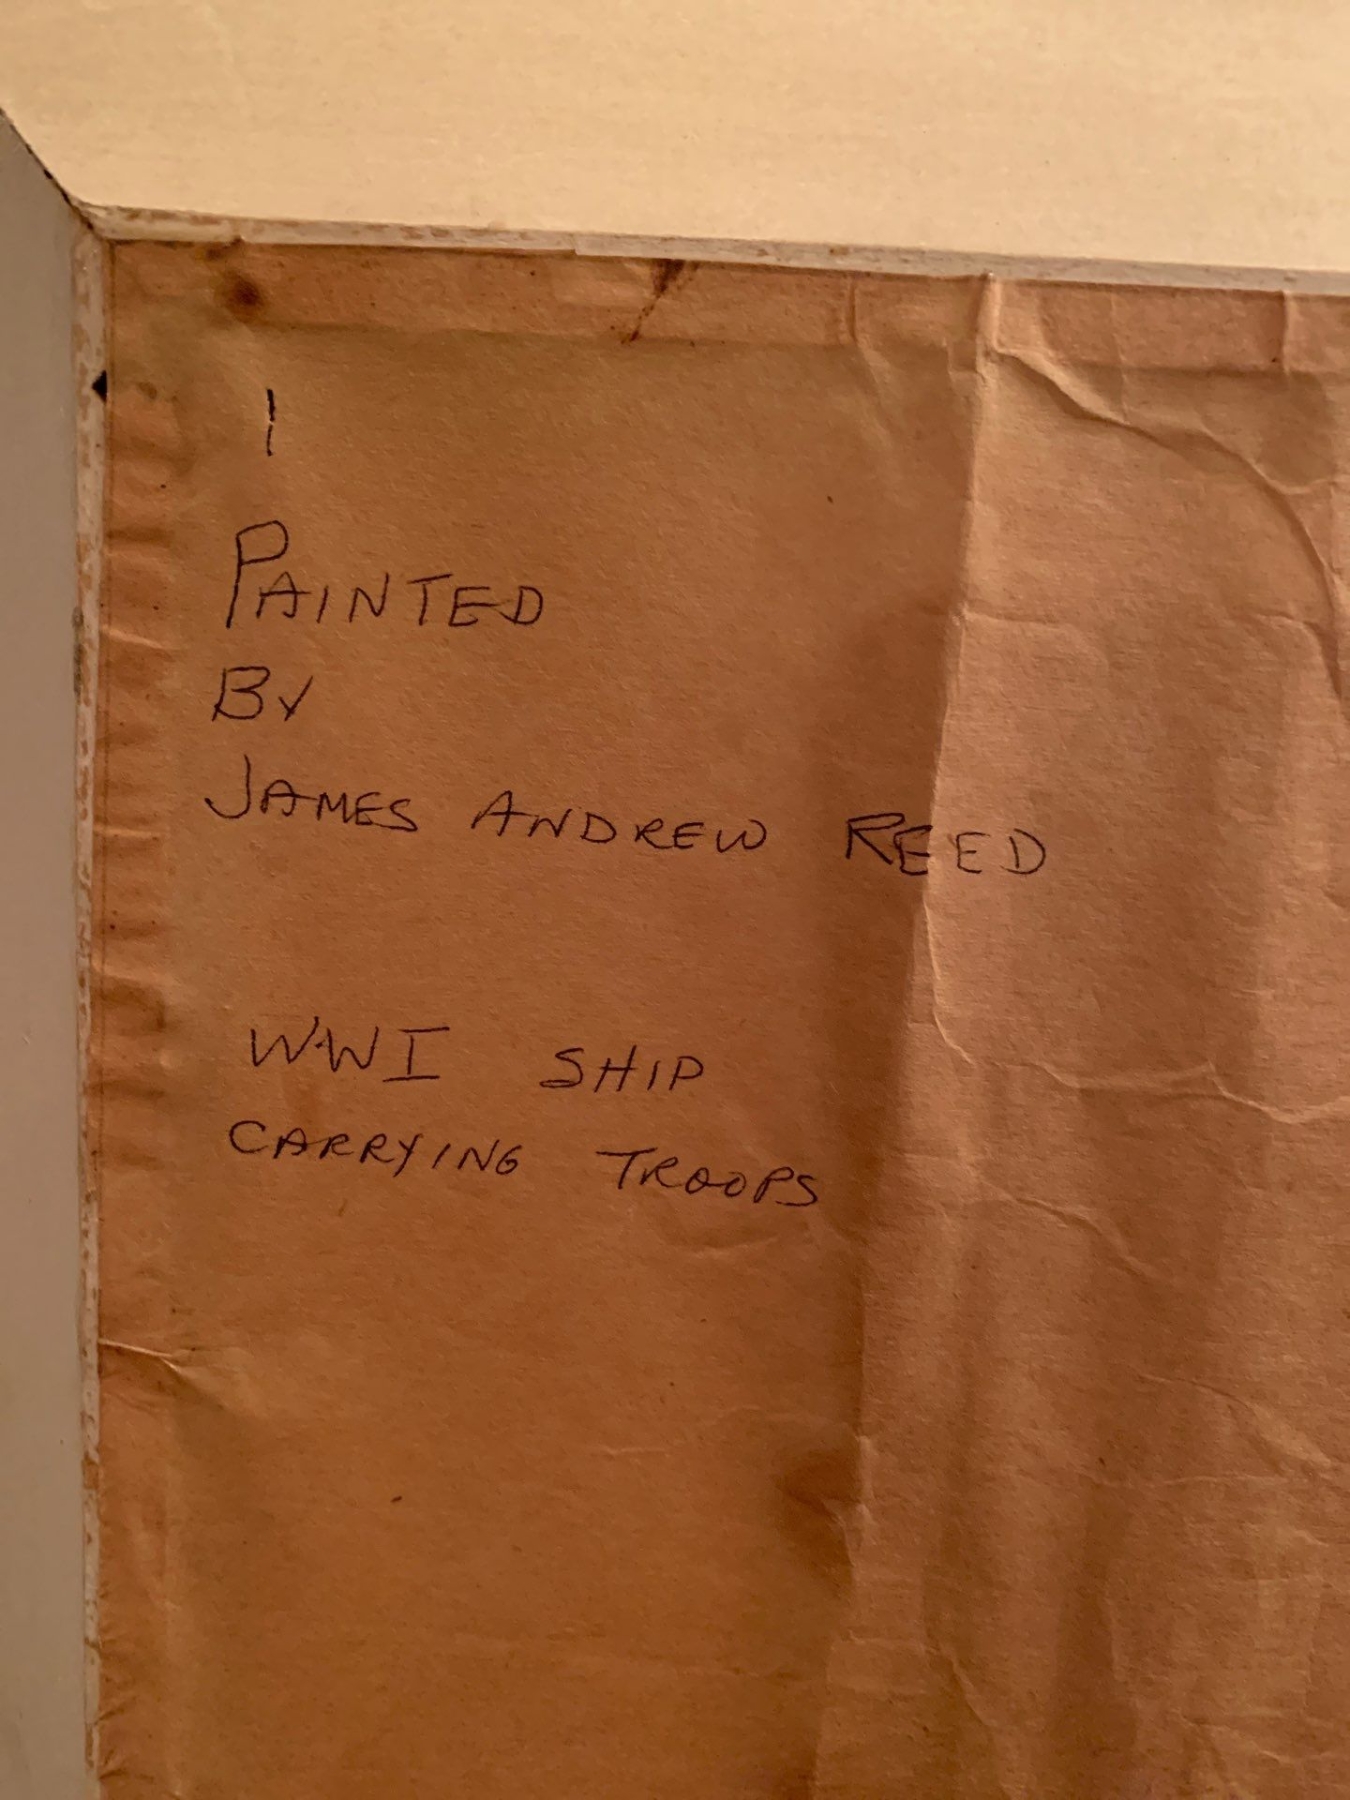 1
PAINTED
BY
JAMES ANDREW REED
WWI SHIP
CARRYING TROOPS